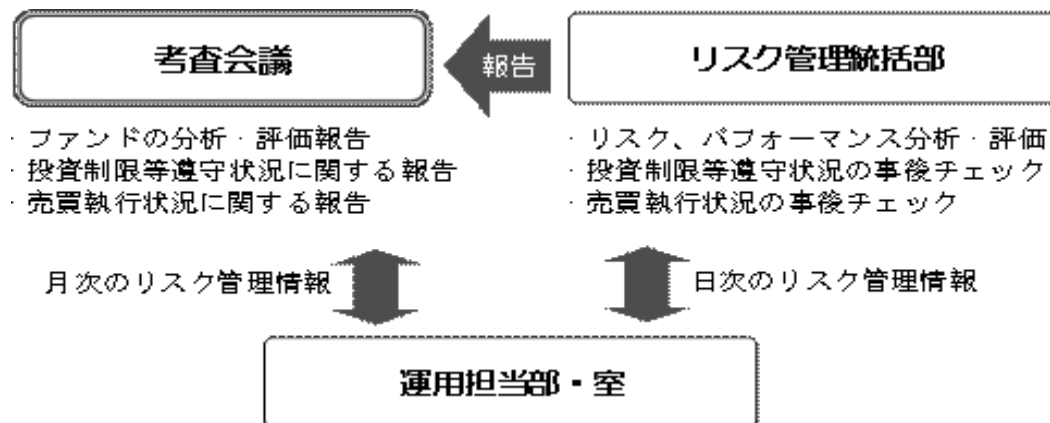 考査会議
報告
リスク管理統括部
・ファンドの分析・評価報告
・投資制限等遵守状況に関する報告
・売買執行状況に関する報告
・リスク、パフォーマンス分析・評価
・投資制限等遵守状況の事後チェック
・売買執行状況の事後チェック
月次のリスク管理情報
日次のリスク管理情報
運用担当部・室